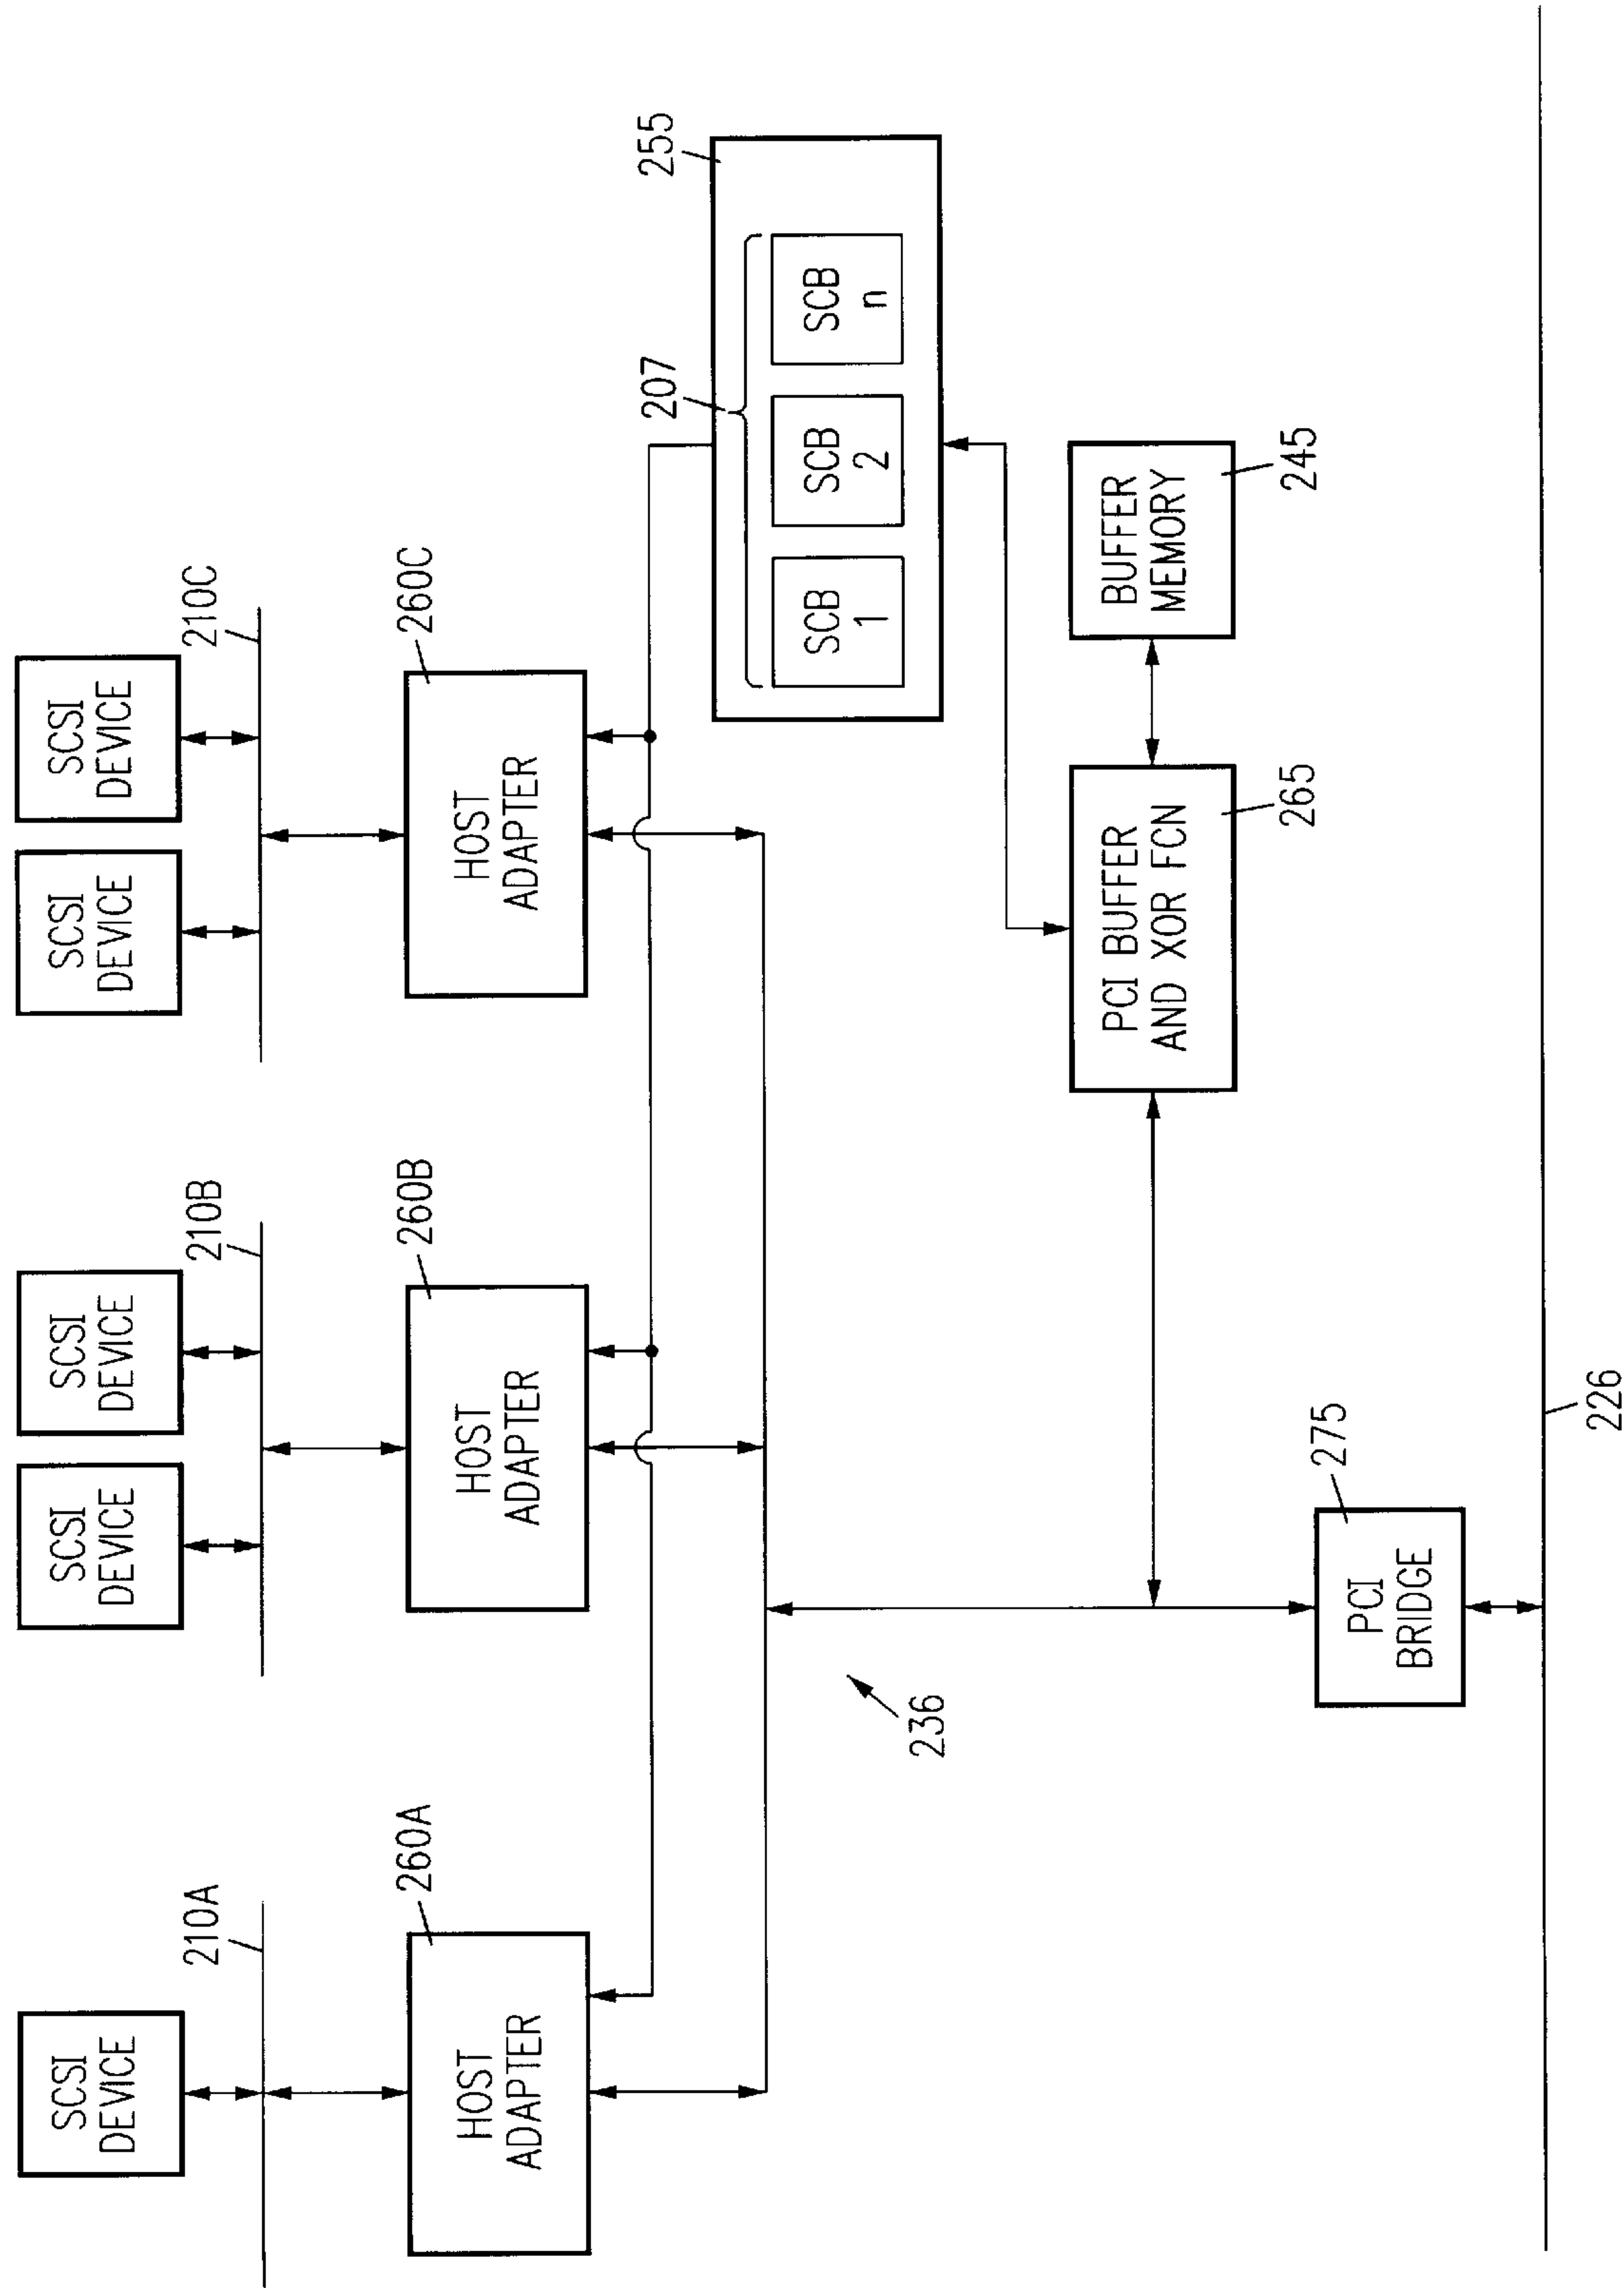 SCSI
DEVICE
SCSI
DEVICE
SCSI
DEVICE
SCSI
DEVICE
SCSI
DEVICE
210A
210B
210C
260A
260B
260C
HOST
ADAPTER
HOST
ADAPTER
HOST
ADAPTER
207
255
SCB
1
SCB
2
SCB
n
236
PCI BUFFER
AND XOR FCN
BUFFER
MEMORY
265
245
275
PCI
BRIDGE
226